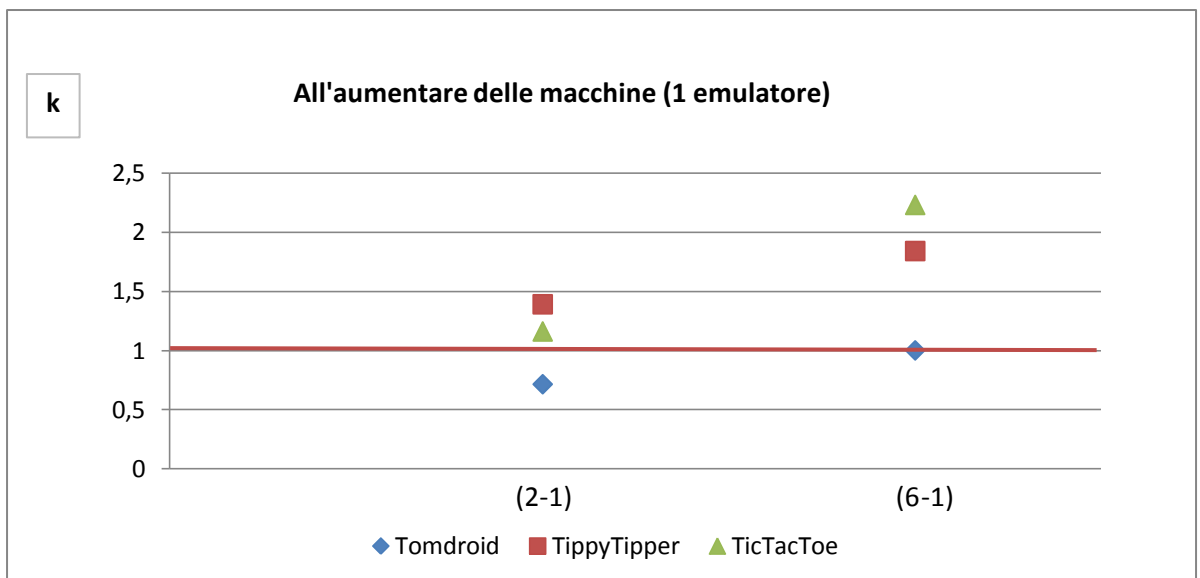 k
All'aumentare delle macchine (1 emulatore)
2,5
2
1,5
1
0,5
0
(2-1) (6-1)
Tomdroid TippyTipper TicTacToe